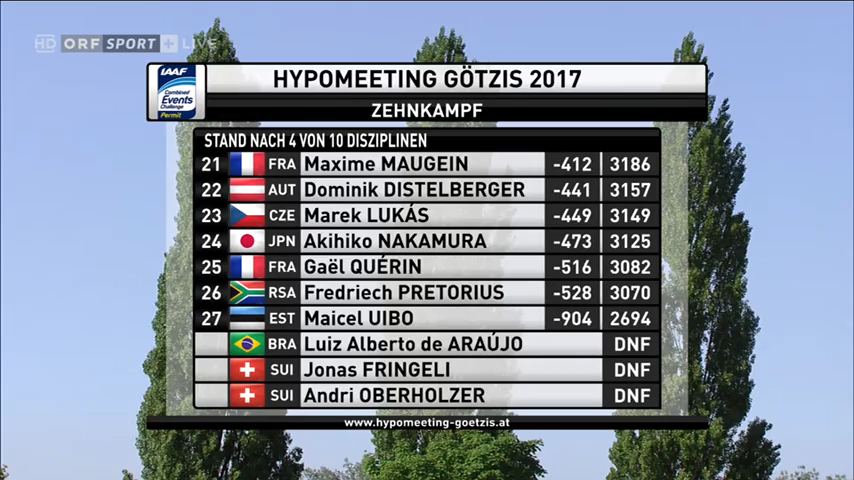 HD ORF SPORT + LIVE
IAAF
Combined
Events
Challenge
Permit
HYPOMEETING GÖTZIS 2017
ZEHNKAMPF
STAND NACH 4 VON 10 DISZIPLINEN
21 FRA Maxime MAUGEIN -412 3186
22 AUT Dominik DISTELBERGER -441 3157
23 CZE Marek LUKÁS -449 3149
24 JPN Akihiko NAKAMURA -473 3125
25 FRA Gaël QUÉRIN -516 3082
26 RSA Fredriech PRETORIUS -528 3070
27 EST Maicel UIBO -904 2694
BRA Luiz Alberto de ARAÚJO DNF
SUI Jonas FRINGELI DNF
SUI Andri OBERHOLZER DNF
www.hypomeeting-goetzis.at